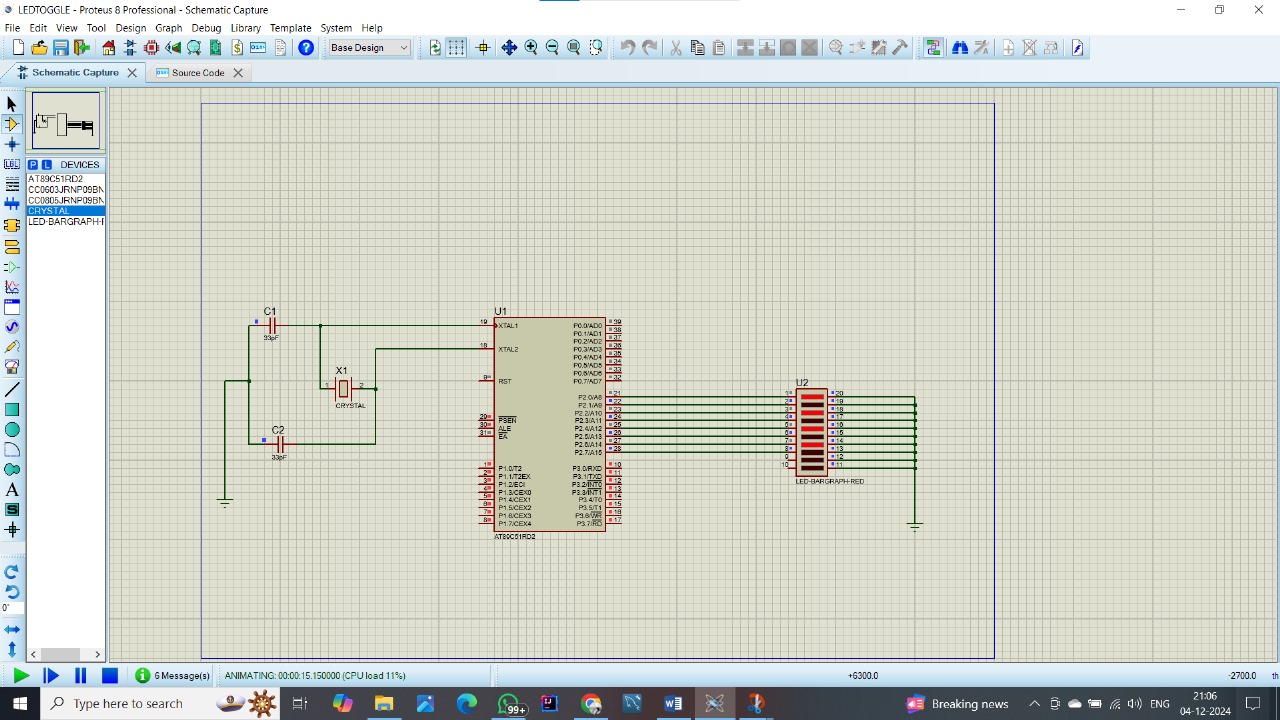 LEDTOGGLE - Proteus 8 Professional - Schematic Capture
File Edit View Tool Design Graph Debug Library Template System Help
Base Design
Schematic Capture
Source Code
P L DEVICES
AT89C51RD2
CC0603JRNP09BN
CC0805JRNP09BN
CRYSTAL
LED-BARGRAPH-R
C1
33pF
X1
1 2
CRYSTAL
C2
33pF
U1
19 XTAL1
18 XTAL2
9 RST
29 PSEN
30 ALE
31 EA
1 P1.0/T2
2 P1.1/T2EX
3 P1.2/ECI
4 P1.3/CEX0
5 P1.4/CEX1
6 P1.5/CEX2
7 P1.6/CEX3
8 P1.7/CEX4
P0.0/AD0 39
P0.1/AD1 38
P0.2/AD2 37
P0.3/AD3 36
P0.4/AD4 35
P0.5/AD5 34
P0.6/AD6 33
P0.7/AD7 32
P2.0/A8 21
P2.1/A9 22
P2.2/A10 23
P2.3/A11 24
P2.4/A12 25
P2.5/A13 26
P2.6/A14 27
P2.7/A15 28
P3.0/RXD 10
P3.1/TXD 11
P3.2/INT0 12
P3.3/INT1 13
P3.4/T0 14
P3.5/T1 15
P3.6/WR 16
P3.7/RD 17
AT89C51RD2
U2
1 20
2 19
3 18
4 17
5 16
6 15
7 14
8 13
9 12
10 11
LED-BARGRAPH-RED
0°
6 Message(s)
ANIMATING: 00:00:15.150000 (CPU load 11%)
+6300.0
-2700.0
th
Type here to search
99+
Breaking news
ENG
21:06
04-12-2024